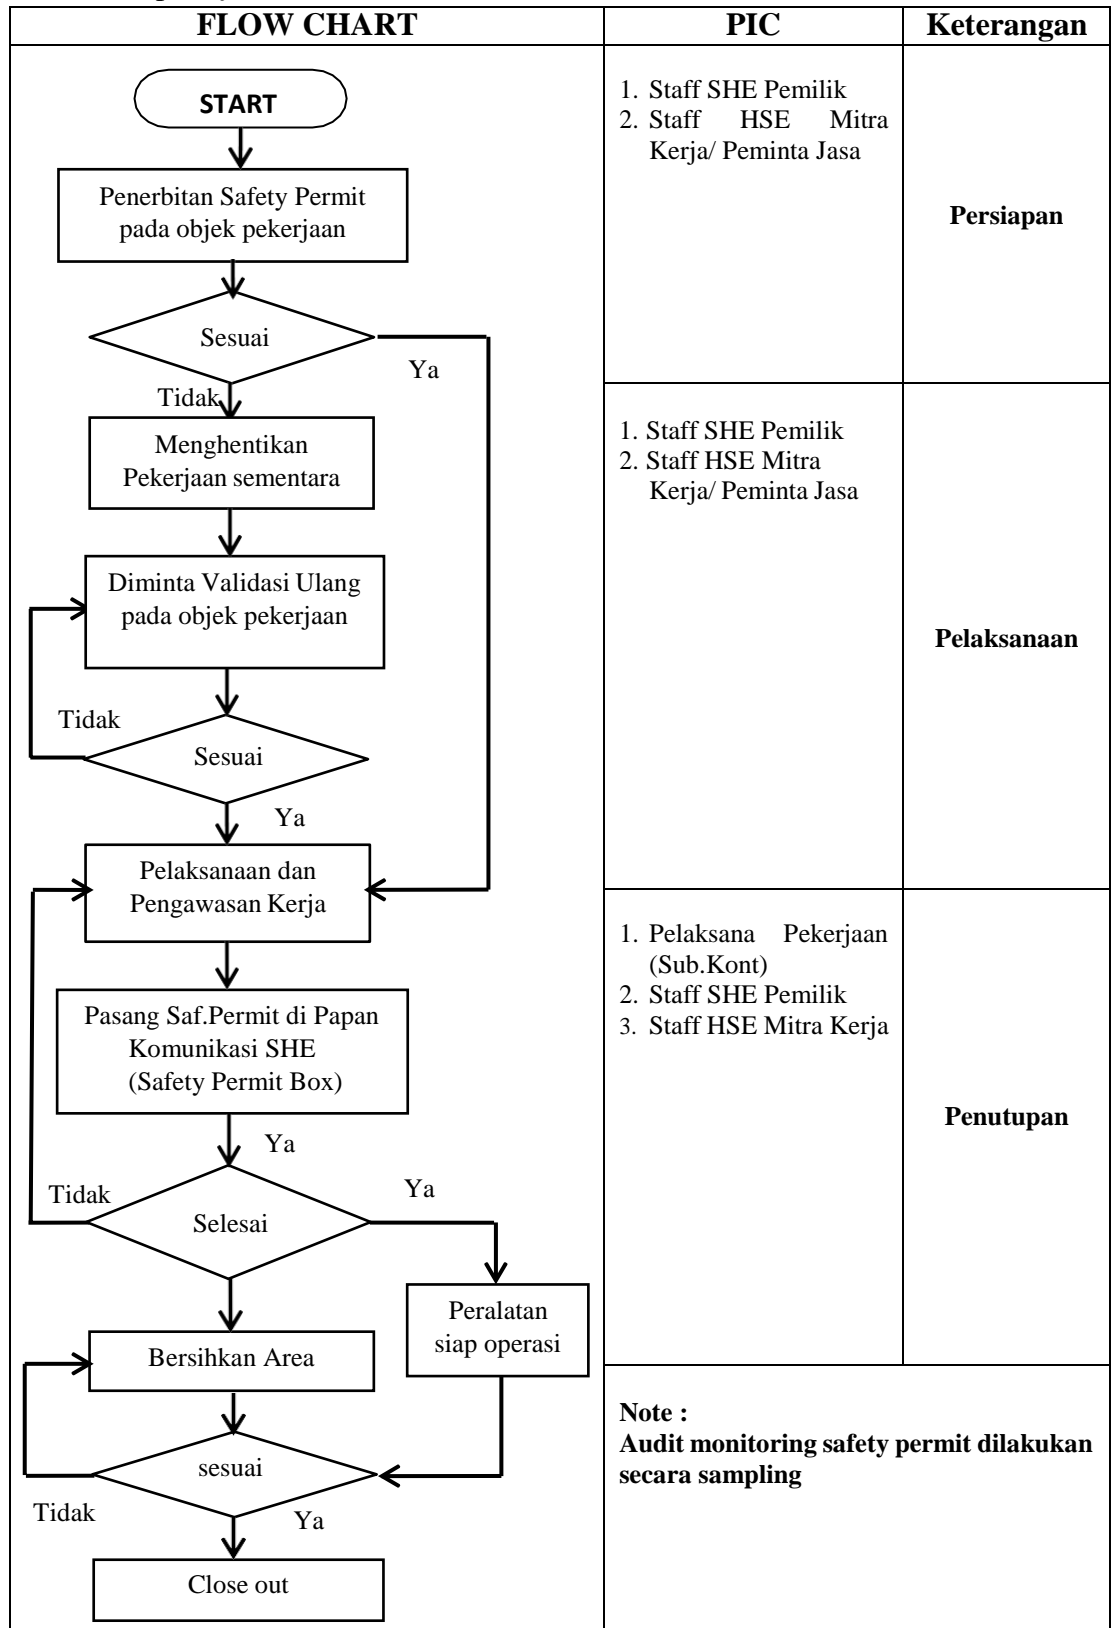 FLOW CHART
PIC
Keterangan
START
Penerbitan Safety Permit
pada objek pekerjaan
Sesuai
Ya
Tidak
Menghentikan
Pekerjaan sementara
Diminta Validasi Ulang
pada objek pekerjaan
Tidak
Sesuai
Ya
Pelaksanaan dan
Pengawasan Kerja
Pasang Saf.Permit di Papan
Komunikasi SHE
(Safety Permit Box)
Ya
Tidak
Ya
Selesai
Peralatan
siap operasi
Bersihkan Area
sesuai
Tidak
Ya
Close out
1. Staff SHE Pemilik
2. Staff HSE Mitra
Kerja/ Peminta Jasa
Persiapan
1. Staff SHE Pemilik
2. Staff HSE Mitra
Kerja/ Peminta Jasa
Pelaksanaan
1. Pelaksana Pekerjaan
(Sub.Kont)
2. Staff SHE Pemilik
3. Staff HSE Mitra Kerja
Penutupan
Note :
Audit monitoring safety permit dilakukan
secara sampling